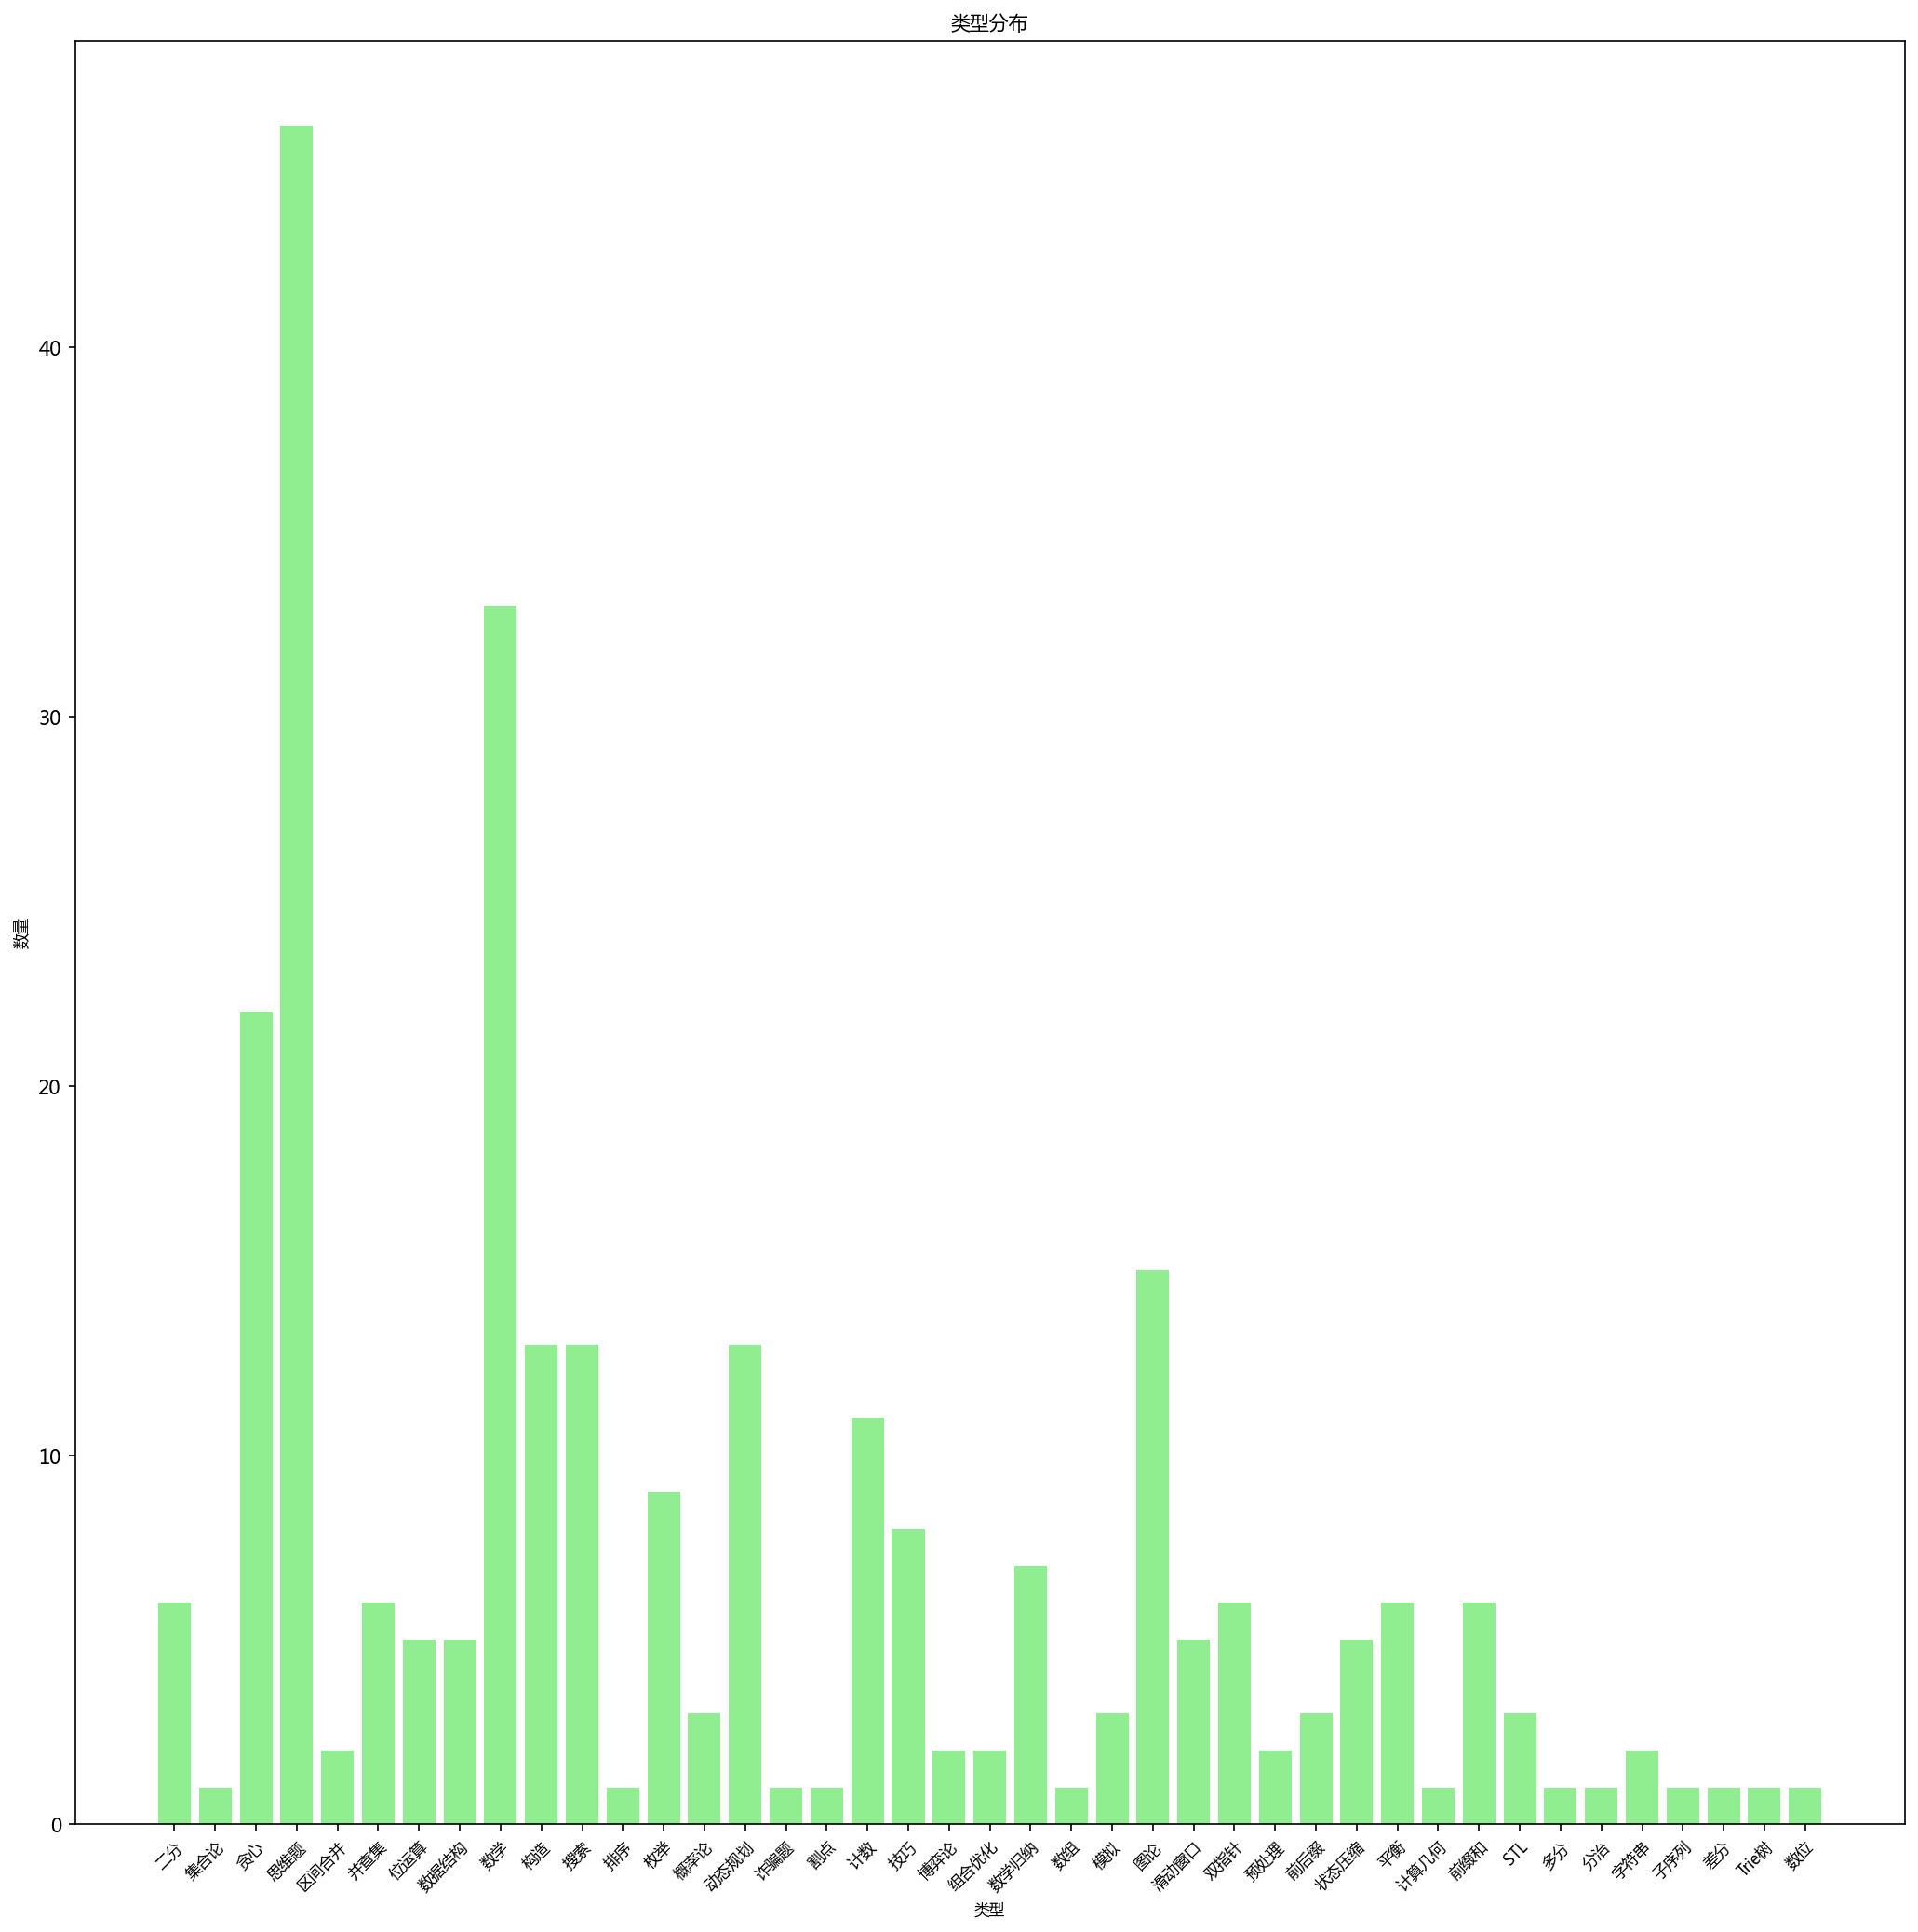 类型分布
数量
40
30
20
10
0
二分
集合论
贪心
思维题
区间合并
并查集
位运算
数据结构
数学
构造
搜索
排序
枚举
概率论
动态规划
诈骗题
割点
计数
技巧
博弈论
组合优化
数学归纳
数组
模拟
图论
滑动窗口
双指针
预处理
前后缀
状态压缩
平衡
计算几何
前缀和
STL
多分
分治
字符串
子序列
差分
Trie树
数位
类型